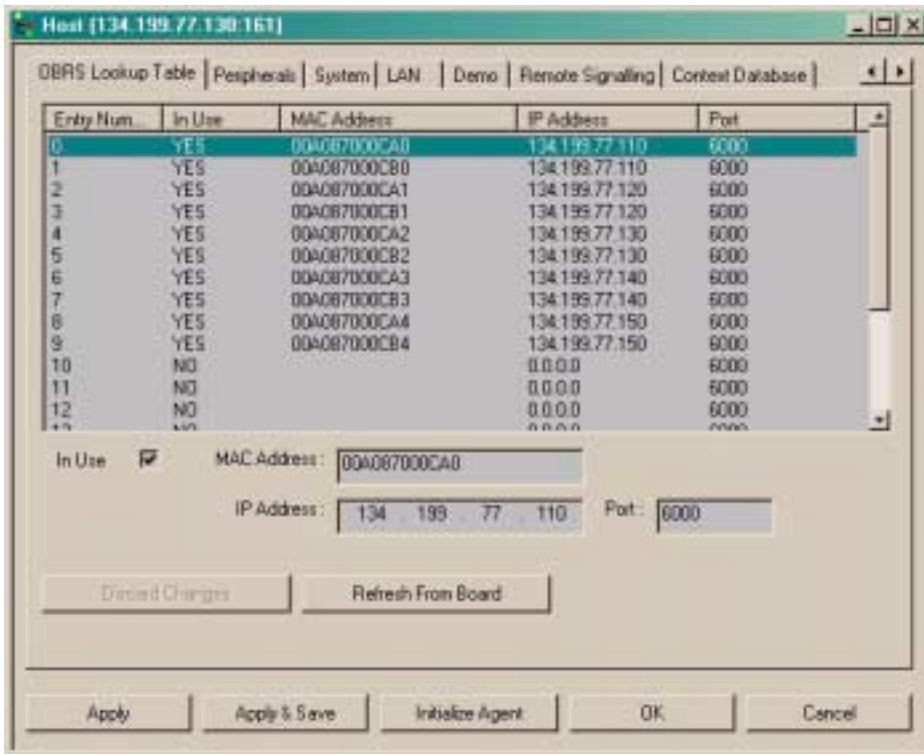 Host [134.199.77.130:161]
OBRS Lookup Table Peripherals System LAN Demo Remote Signalling Context Database
Entry Num... In Use MAC Address IP Address Port
0 YES 00A087000CA0 134.199.77.110 6000
1 YES 00A087000CB0 134.199.77.110 6000
2 YES 00A087000CA1 134.199.77.120 6000
3 YES 00A087000CB1 134.199.77.120 6000
4 YES 00A087000CA2 134.199.77.130 6000
5 YES 00A087000CB2 134.199.77.130 6000
6 YES 00A087000CA3 134.199.77.140 6000
7 YES 00A087000CB3 134.199.77.140 6000
8 YES 00A087000CA4 134.199.77.150 6000
9 YES 00A087000CB4 134.199.77.150 6000
10 NO 0.0.0.0 6000
11 NO 0.0.0.0 6000
12 NO 0.0.0.0 6000
In Use MAC Address : 00A087000CA0
IP Address : 134 . 199 . 77 . 110 Port : 6000
Discard Changes Refresh From Board
Apply Apply & Save Initialize Agent OK Cancel